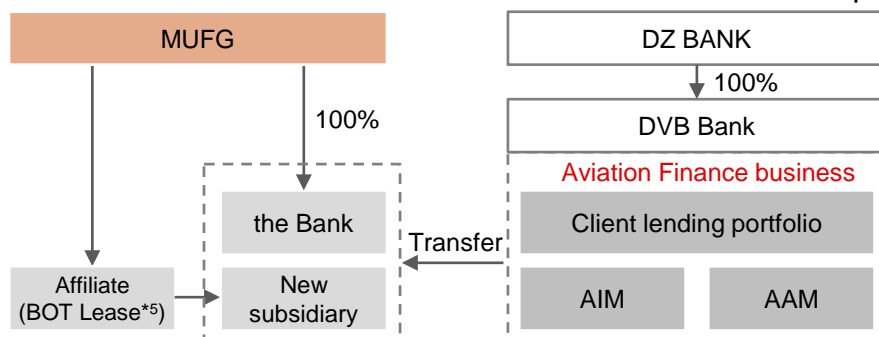 MUFG
DZ BANK
100%
100%
DVB Bank
Aviation Finance business
the Bank
Client lending portfolio
Transfer
Affiliate
(BOT Lease*5)
New
subsidiary
AIM
AAM